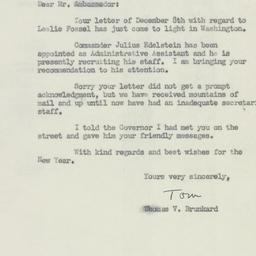 Dear Mr. Ambassador:
Your letter of December 8th with regard to
Leslie Fossel has just come to light in Washington.
Commander Julius Edelstein has been
appointed as Administrative Assistant and he is
presently recruiting his staff. I am bringing your
recommendation to his attention.
Sorry your letter did not get a prompt
acknowledgment, but we have received mountains of
mail and up until now have had an inadequate secretari
staff.
I told the Governor I had met you on the
street and gave him your friendly messages.
With kind regards and best wishes for the
New Year.
Yours very sincerely,
Tom
Thomas V. Brunkard